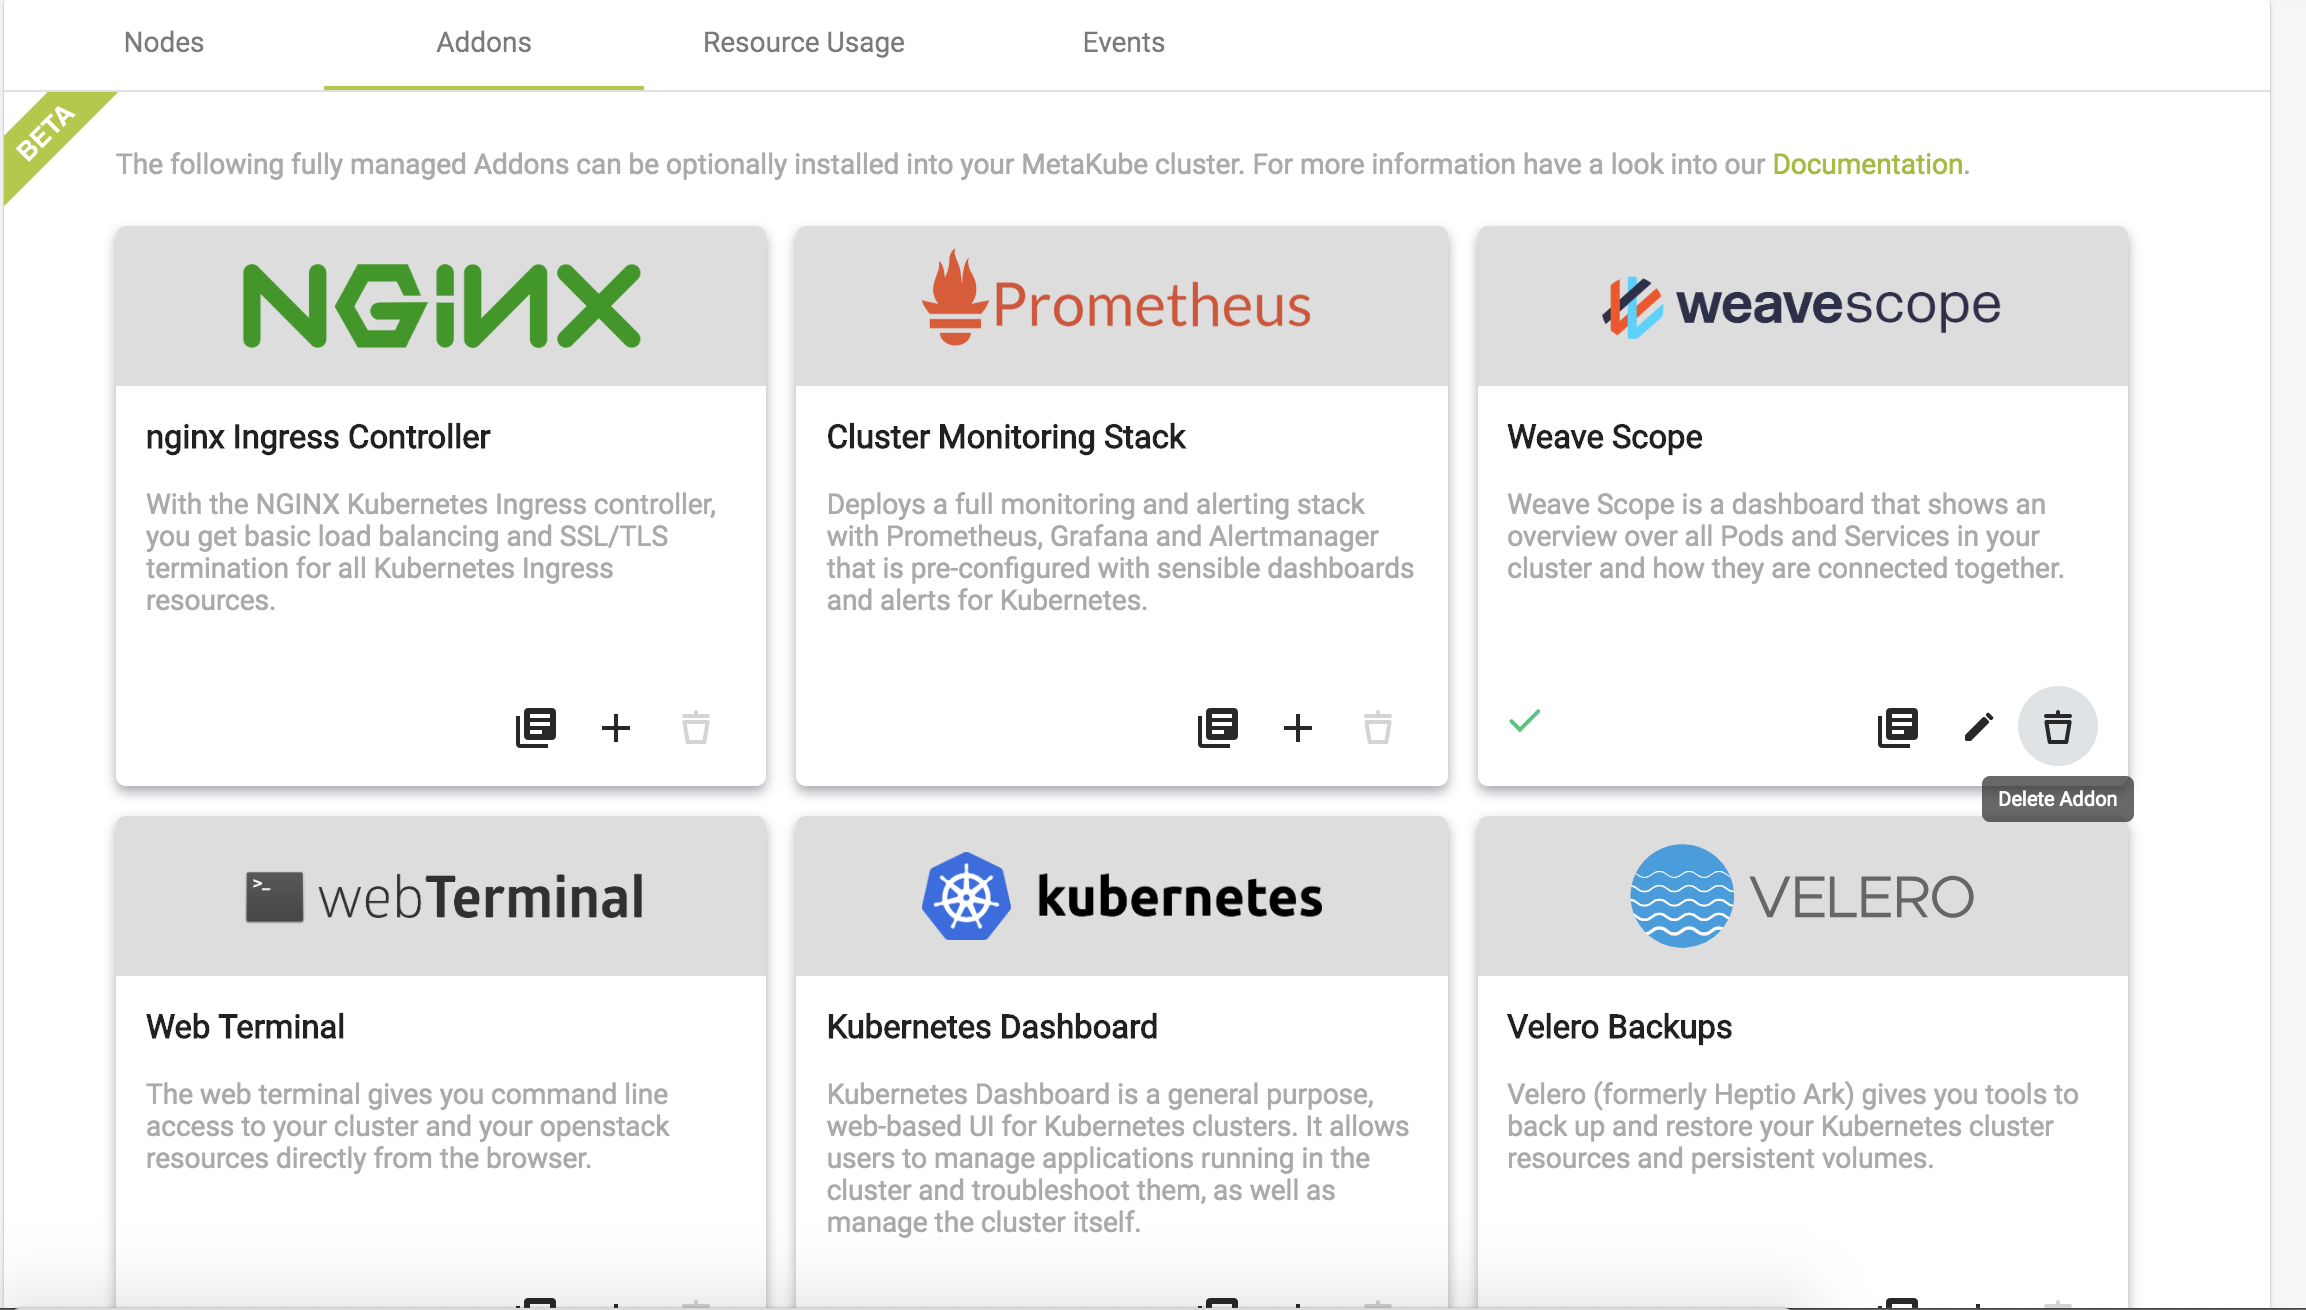 Nodes
Addons
Resource Usage
Events
BETA
The following fully managed Addons can be optionally installed into your MetaKube cluster. For more information have a look into our Documentation.
NGINX
Prometheus
weavescope
nginx Ingress Controller
With the NGINX Kubernetes Ingress controller,
you get basic load balancing and SSL/TLS
termination for all Kubernetes Ingress
resources.
Cluster Monitoring Stack
Deploys a full monitoring and alerting stack
with Prometheus, Grafana and Alertmanager
that is pre-configured with sensible dashboards
and alerts for Kubernetes.
Weave Scope
Weave Scope is a dashboard that shows an
overview over all Pods and Services in your
cluster and how they are connected together.
Delete Addon
>_
webTerminal
kubernetes
VELERO
Web Terminal
The web terminal gives you command line
access to your cluster and your openstack
resources directly from the browser.
Kubernetes Dashboard
Kubernetes Dashboard is a general purpose,
web-based UI for Kubernetes clusters. It allows
users to manage applications running in the
cluster and troubleshoot them, as well as
manage the cluster itself.
Velero Backups
Velero (formerly Heptio Ark) gives you tools to
back up and restore your Kubernetes cluster
resources and persistent volumes.